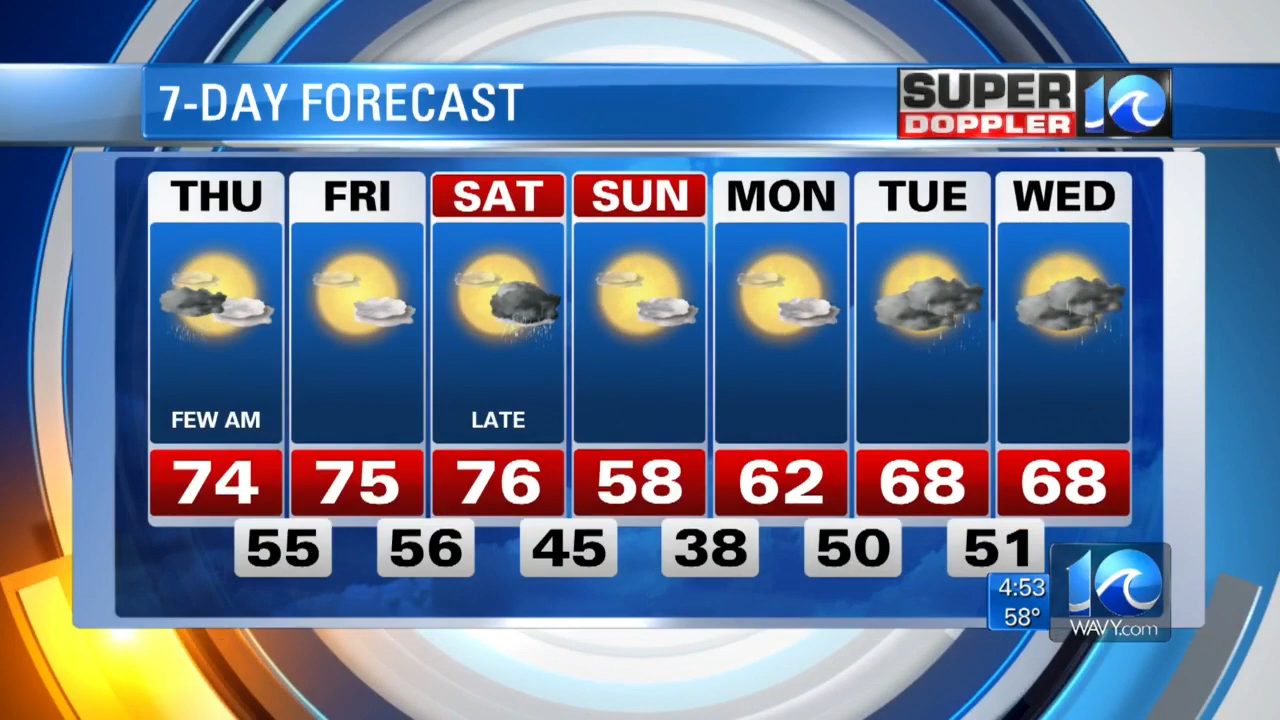 7-DAY FORECAST
SUPER
DOPPLER
10
THU FRI SAT SUN MON TUE WED
FEW AM LATE
74 75 76 58 62 68 68
55 56 45 38 50 51
4:53
58°
10
WAVY.com